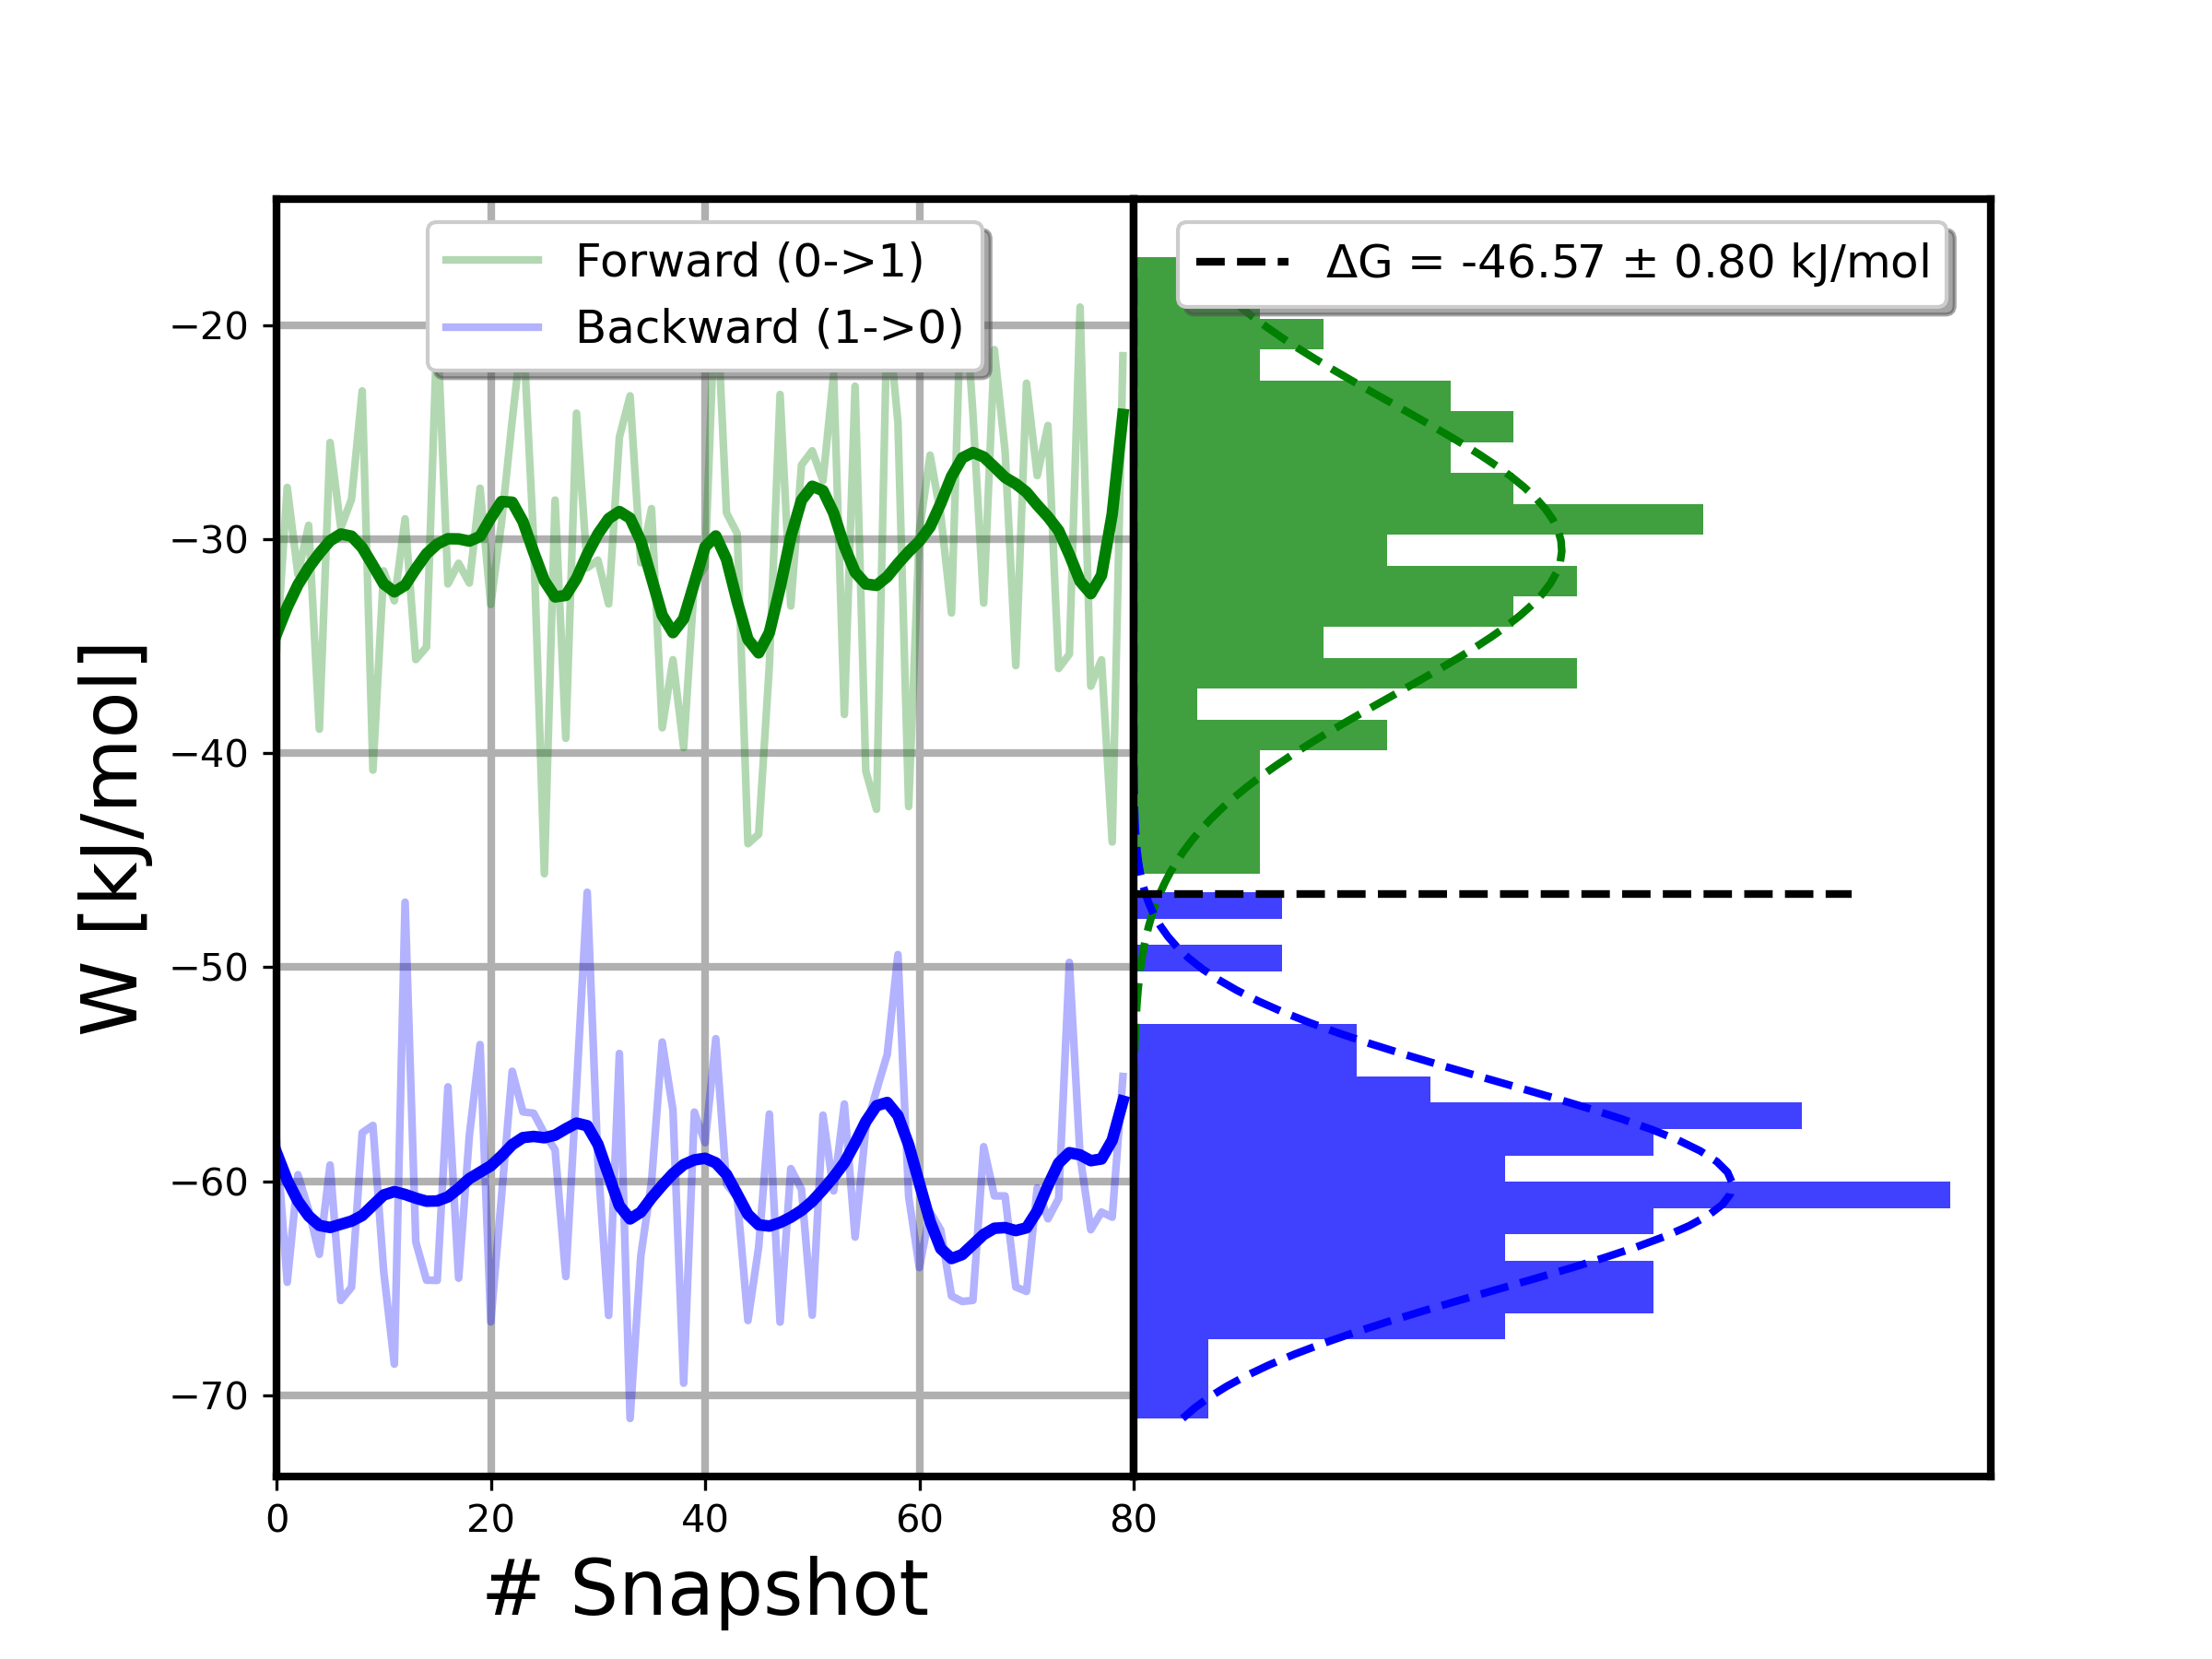 Forward (0->1)
Backward (1->0)
ΔG = -46.57 ± 0.80 kJ/mol
−20
−30
−40
−50
−60
−70
W [kJ/mol]
0 20 40 60 80
# Snapshot